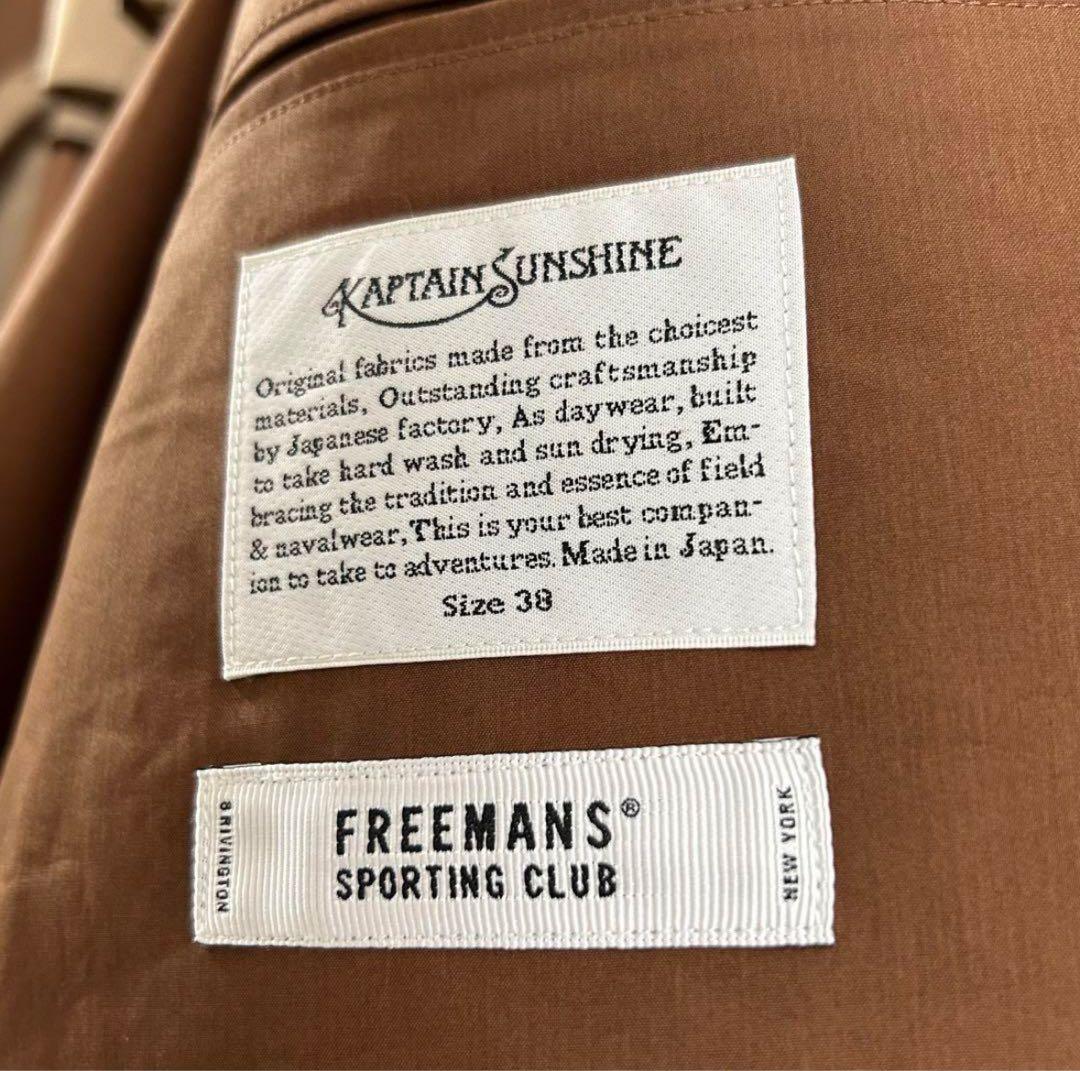 KAPTAIN SUNSHINE
Original fabrics made from the choicest
materials, Outstanding craftsmanship
by Japanese factory, As daywear, built
to take hard wash and sun drying, Em-
bracing the tradition and essence of field
& navalwear, This is your best compan-
ion to take to adventures. Made in Japan.
Size 38
8 RIVINGTON
FREEMANS®
SPORTING CLUB
NEW YORK